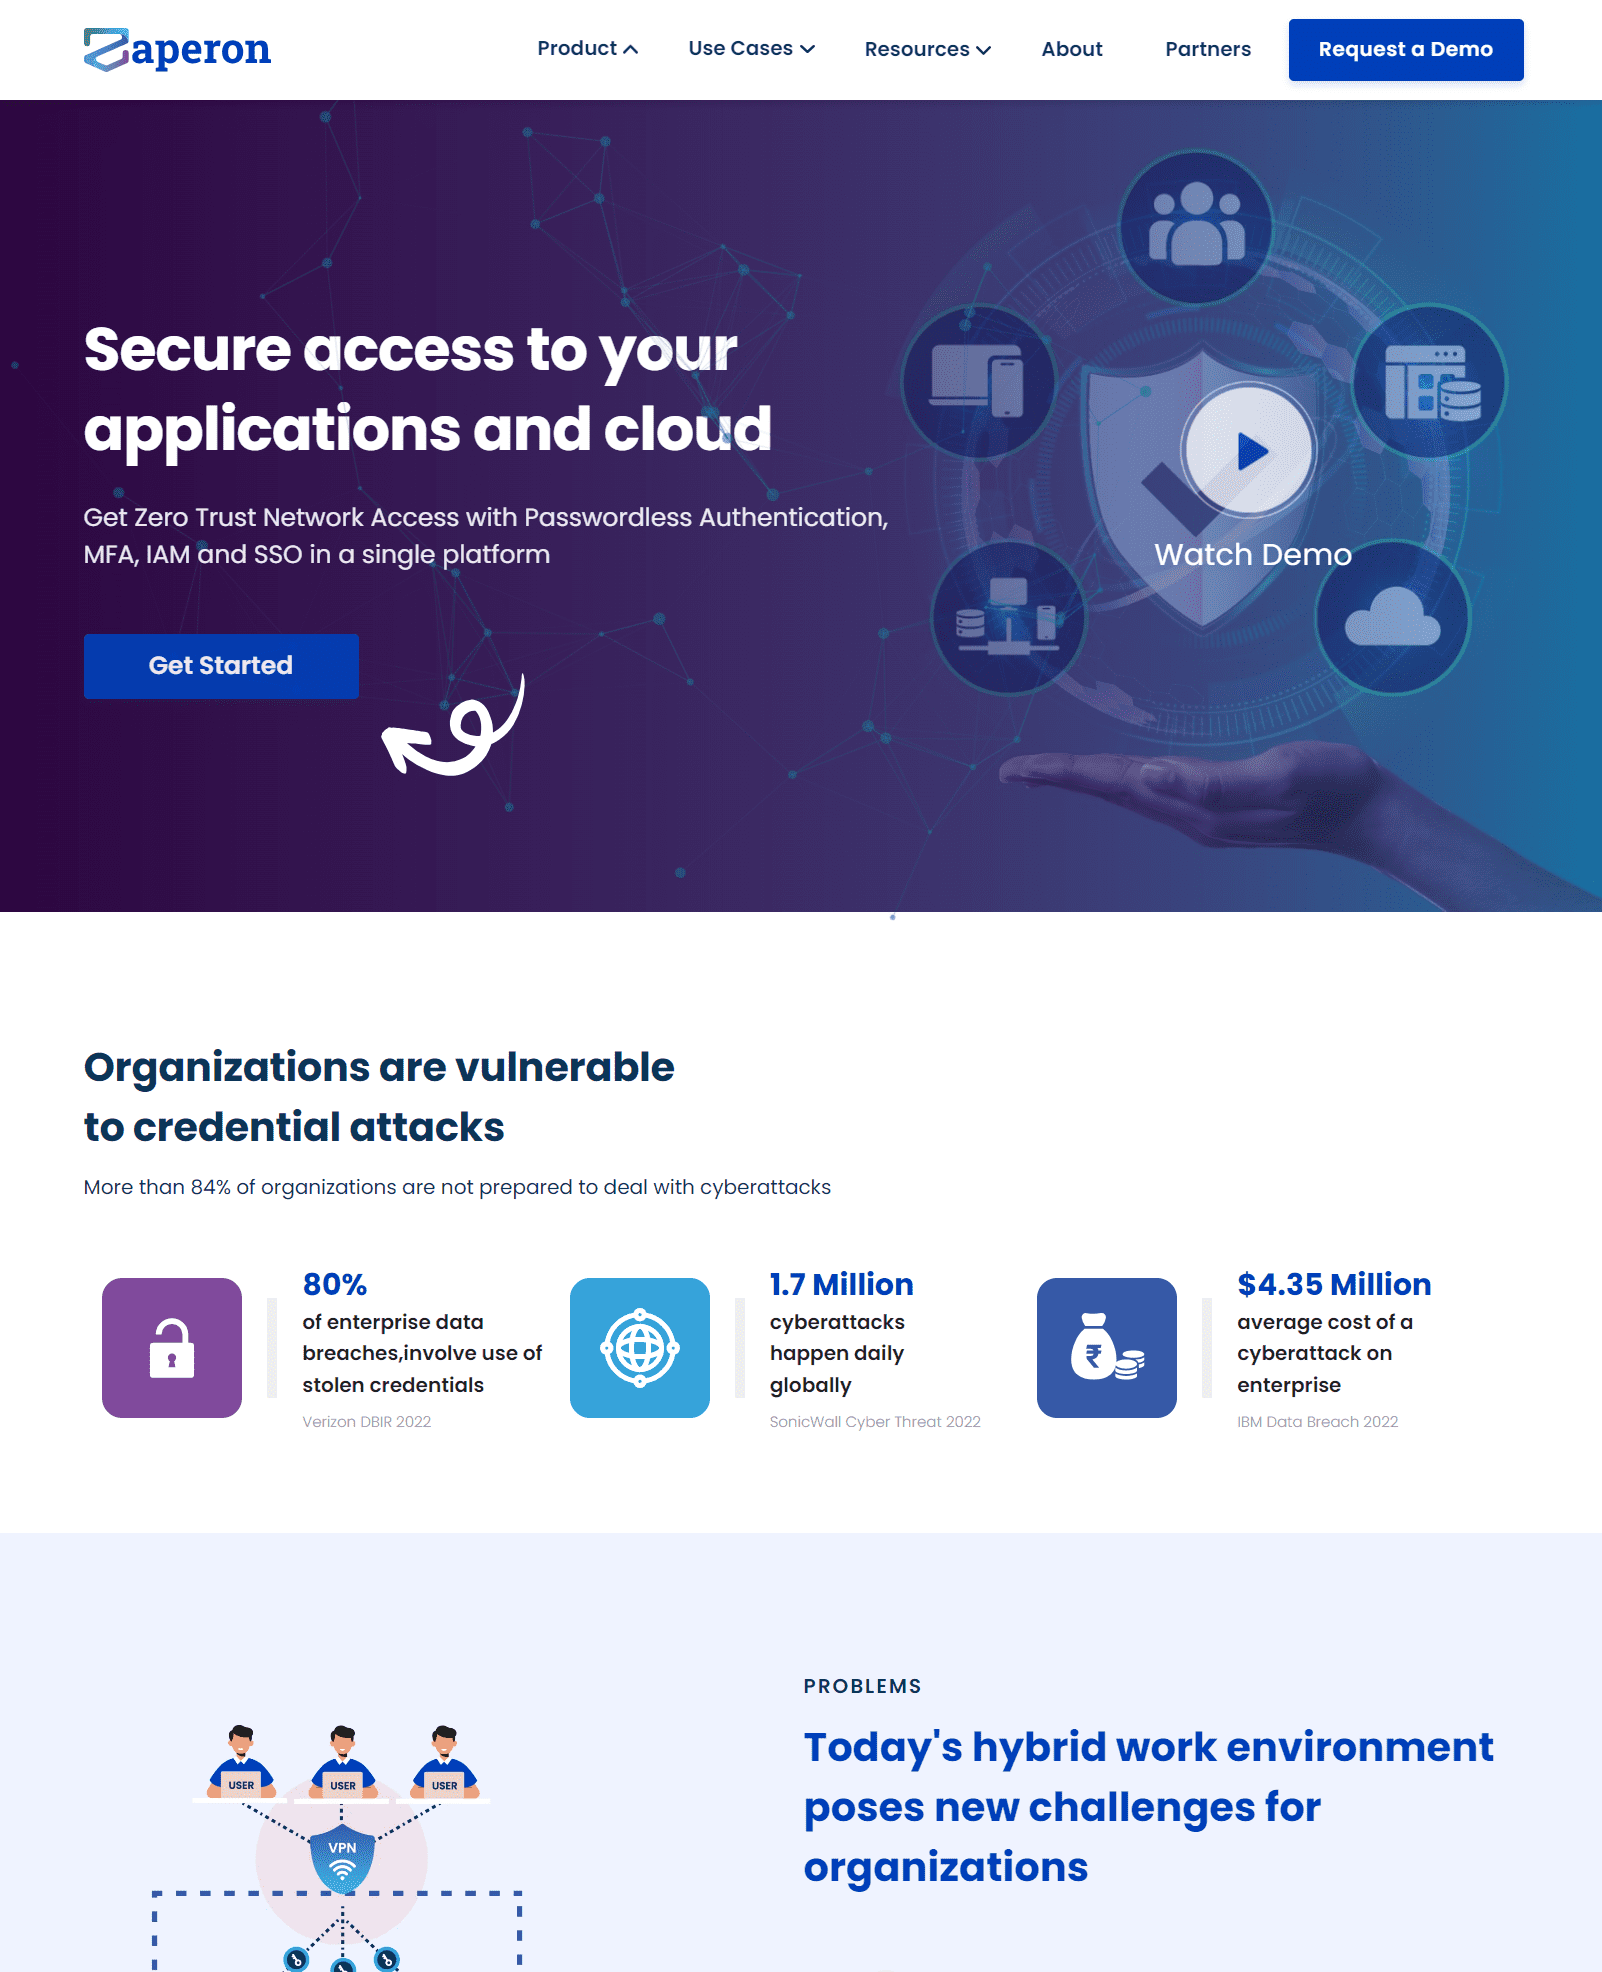 Zaperon
Product
Use Cases
Resources
About
Partners
Request a Demo
Secure access to your
applications and cloud
Get Zero Trust Network Access with Passwordless Authentication,
MFA, IAM and SSO in a single platform
Get Started
Watch Demo
Organizations are vulnerable
to credential attacks
More than 84% of organizations are not prepared to deal with cyberattacks
80%
of enterprise data
breaches,involve use of
stolen credentials
Verizon DBIR 2022
1.7 Million
cyberattacks
happen daily
globally
SonicWall Cyber Threat 2022
₹
$4.35 Million
average cost of a
cyberattack on
enterprise
IBM Data Breach 2022
USER
USER
USER
VPN
PROBLEMS
Today's hybrid work environment
poses new challenges for
organizations